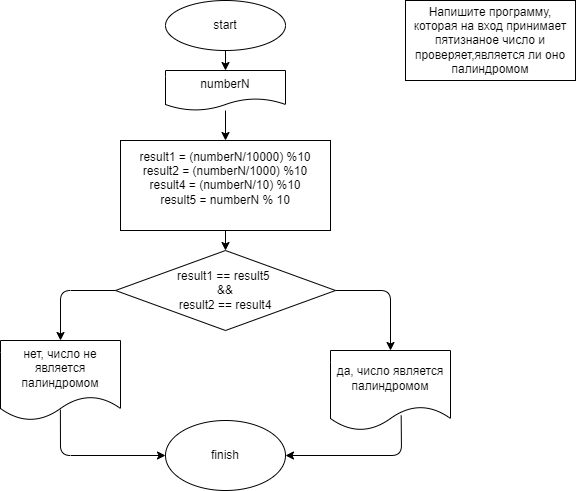 start
Напишите программу,
которая на вход принимает
пятизнаное число и
проверяет,является ли оно
палиндромом
numberN
result1 = (numberN/10000) %10
result2 = (numberN/1000) %10
result4 = (numberN/10) %10
result5 = numberN % 10
result1 == result5
&&
result2 == result4
нет, число не
является
палиндромом
да, число является
палиндромом
finish